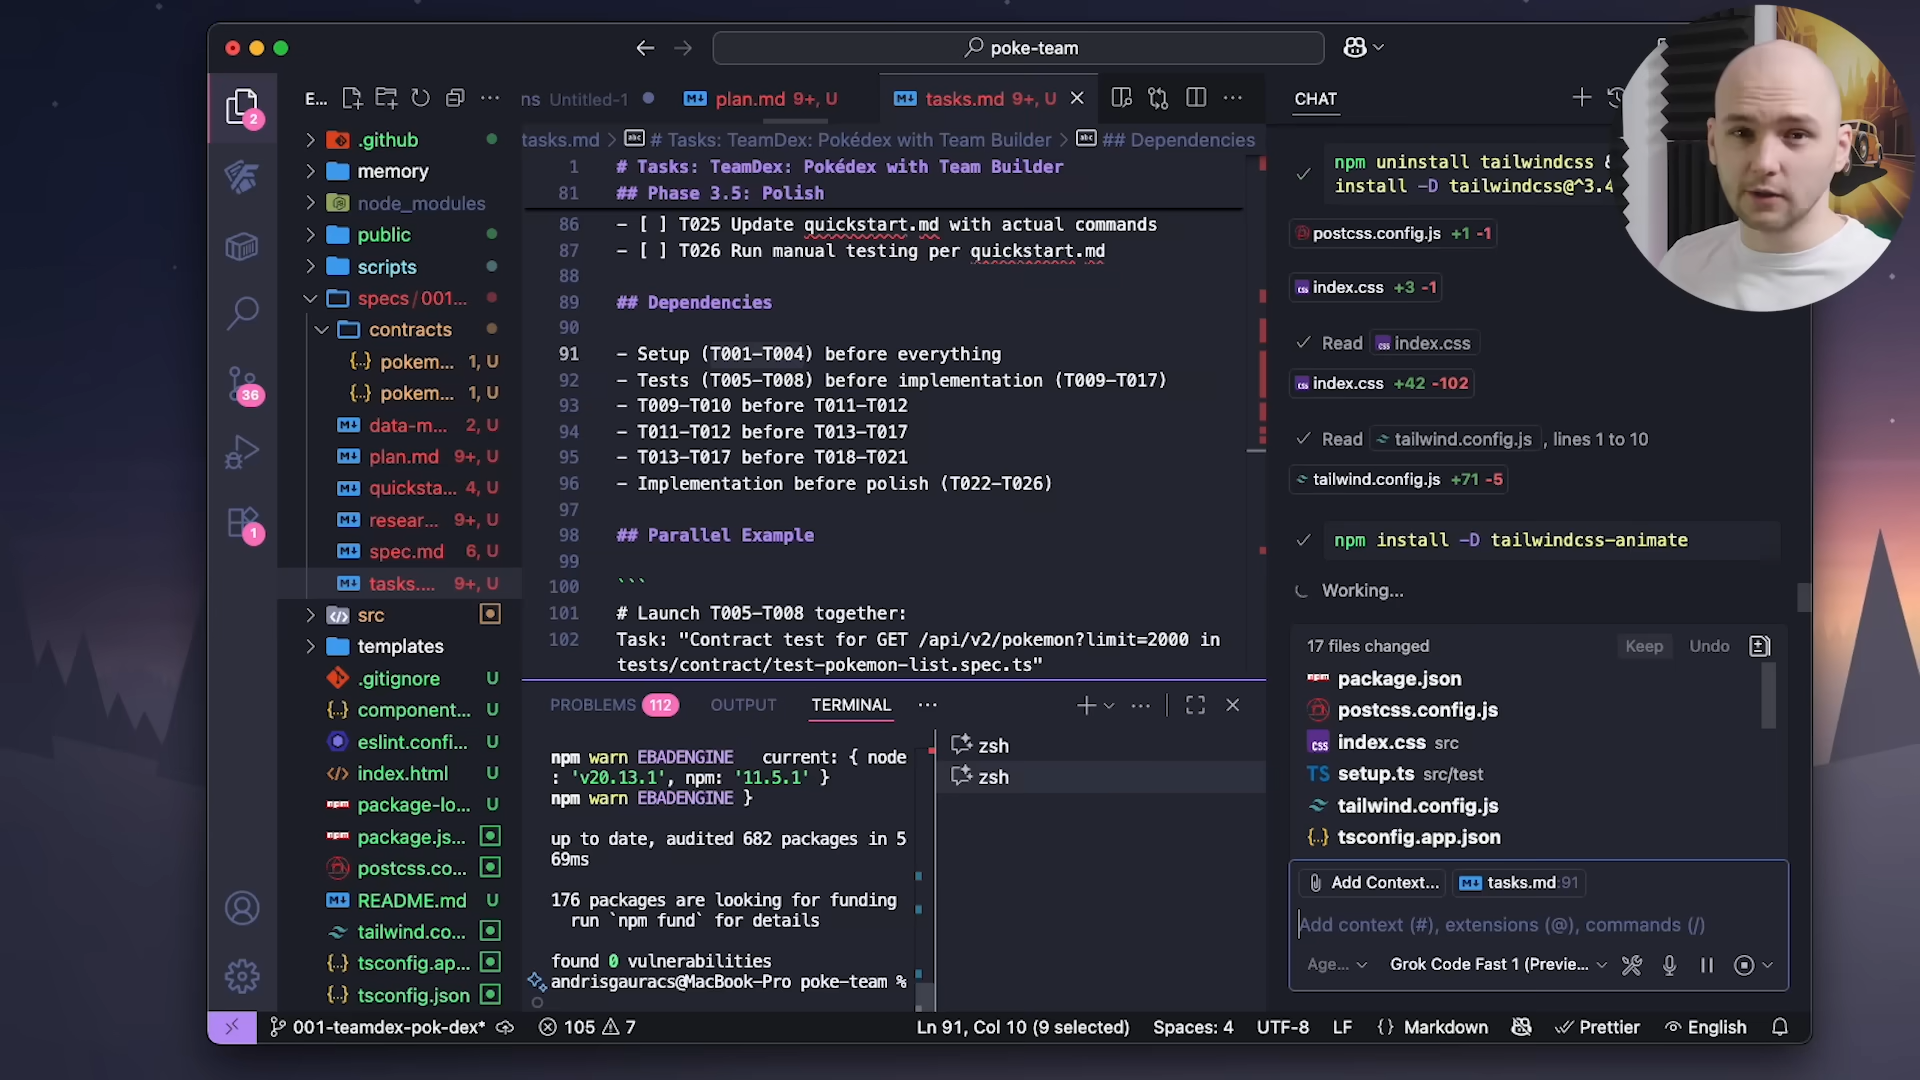 poke-team
2
E...
ns Untitled-1
plan.md 9+, U
tasks.md 9+, U
CHAT
tasks.md
# Tasks: TeamDex: Pokédex with Team Builder
## Dependencies
.github
memory
node_modules
public
scripts
specs / 001...
contracts
pokem... 1, U
pokem... 1, U
data-m... 2, U
plan.md 9+, U
quicksta... 4, U
resear... 9+, U
spec.md 6, U
tasks.... 9+, U
src
templates
.gitignore U
component... U
eslint.confi... U
index.html U
package-lo... U
package.js...
postcss.co...
README.md U
tailwind.co...
tsconfig.ap...
tsconfig.json
36
1
1 # Tasks: TeamDex: Pokédex with Team Builder
81 ## Phase 3.5: Polish
86 - [ ] T025 Update quickstart.md with actual commands
87 - [ ] T026 Run manual testing per quickstart.md
88
89 ## Dependencies
90
91 - Setup (T001-T004) before everything
92 - Tests (T005-T008) before implementation (T009-T017)
93 - T009-T010 before T011-T012
94 - T011-T012 before T013-T017
95 - T013-T017 before T018-T021
96 - Implementation before polish (T022-T026)
97
98 ## Parallel Example
99
100 ```
101 # Launch T005-T008 together:
102 Task: "Contract test for GET /api/v2/pokemon?limit=2000 in
tests/contract/test-pokemon-list.spec.ts"
PROBLEMS 112 OUTPUT TERMINAL
npm warn EBADENGINE current: { node
: 'v20.13.1', npm: '11.5.1' }
npm warn EBADENGINE }
up to date, audited 682 packages in 5
69ms
176 packages are looking for funding
run `npm fund` for details
found 0 vulnerabilities
andrisgauracs@MacBook-Pro poke-team %
zsh
zsh
npm uninstall tailwindcss &
install -D tailwindcss@^3.4
postcss.config.js +1 -1
index.css +3 -1
Read index.css
index.css +42 -102
Read tailwind.config.js , lines 1 to 10
tailwind.config.js +71 -5
npm install -D tailwindcss-animate
Working...
17 files changed Keep Undo
package.json
postcss.config.js
index.css src
setup.ts src/test
tailwind.config.js
tsconfig.app.json
Add Context... tasks.md:91
Add context (#), extensions (@), commands (/)
Age... Grok Code Fast 1 (Previe...
001-teamdex-pok-dex* 105 7 Ln 91, Col 10 (9 selected) Spaces: 4 UTF-8 LF {} Markdown Prettier English